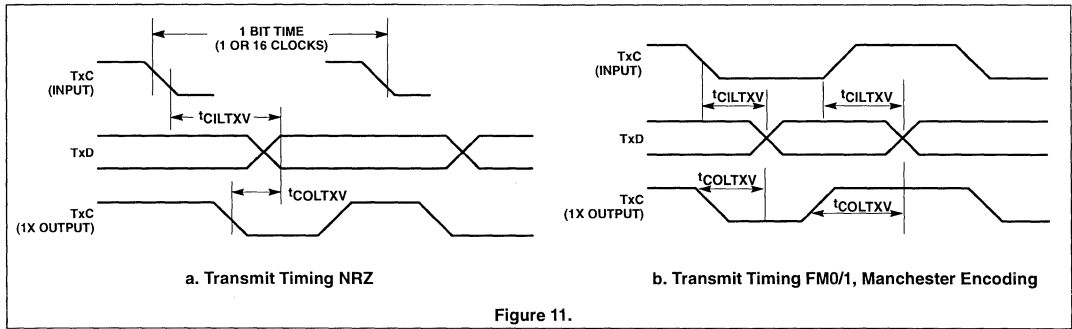 1 BIT TIME
(1 OR 16 CLOCKS)
TxC
(INPUT)
tCILTXV
TxD
tCOLTXV
TxC
(1X OUTPUT)
a. Transmit Timing NRZ
TxC
(INPUT)
tCILTXV
tCILTXV
TxD
tCOLTXV
tCOLTXV
TxC
(1X OUTPUT)
b. Transmit Timing FM0/1, Manchester Encoding
Figure 11.